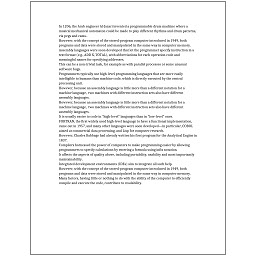 In 1206, the Arab engineer Al-Jazari invented a programmable drum machine where a
musical mechanical automaton could be made to play different rhythms and drum patterns,
via pegs and cams.
However, with the concept of the stored-program computer introduced in 1949, both
programs and data were stored and manipulated in the same way in computer memory.
Assembly languages were soon developed that let the programmer specify instruction in a
text format (e.g., ADD X, TOTAL), with abbreviations for each operation code and
meaningful names for specifying addresses.
This can be a non-trivial task, for example as with parallel processes or some unusual
software bugs.
Programmers typically use high-level programming languages that are more easily
intelligible to humans than machine code, which is directly executed by the central
processing unit.
However, because an assembly language is little more than a different notation for a
machine language, two machines with different instruction sets also have different
assembly languages.
However, because an assembly language is little more than a different notation for a
machine language, two machines with different instruction sets also have different
assembly languages.
It is usually easier to code in "high-level" languages than in "low-level" ones.
FORTRAN, the first widely used high-level language to have a functional implementation,
came out in 1957, and many other languages were soon developed—in particular, COBOL
aimed at commercial data processing, and Lisp for computer research.
However, Charles Babbage had already written his first program for the Analytical Engine in
1837.
Compilers harnessed the power of computers to make programming easier by allowing
programmers to specify calculations by entering a formula using infix notation.
It affects the aspects of quality above, including portability, usability and most importantly
maintainability.
Integrated development environments (IDEs) aim to integrate all such help.
However, with the concept of the stored-program computer introduced in 1949, both
programs and data were stored and manipulated in the same way in computer memory.
Many factors, having little or nothing to do with the ability of the computer to efficiently
compile and execute the code, contribute to readability.